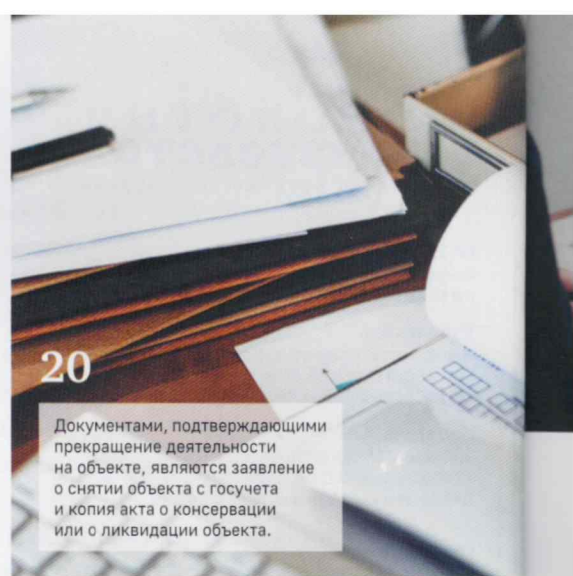 20
Документами, подтверждающими
прекращение деятельности
на объекте, являются заявление
о снятии объекта с госучета
и копия акта о консервации
или о ликвидации объекта.